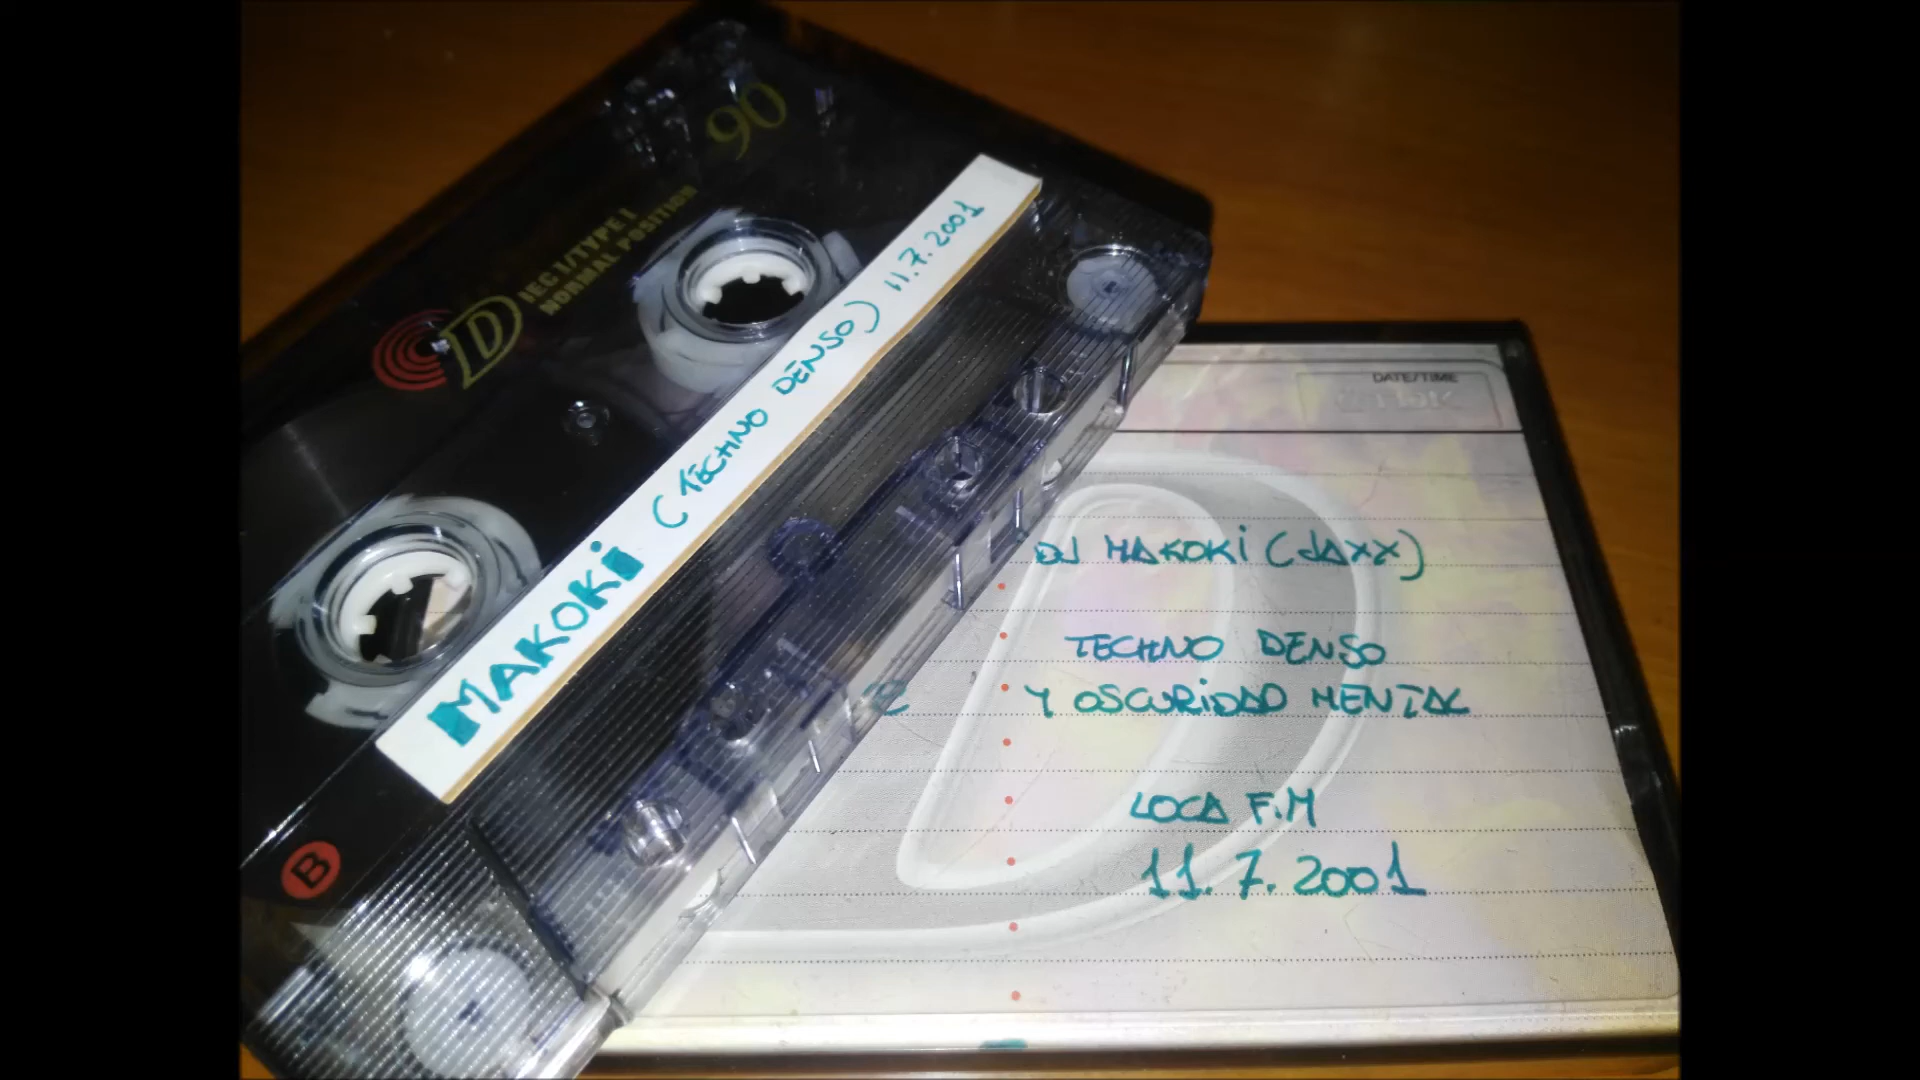 90
D
IEC I/TYPE I
NORMAL POSITION
MAKOKI (TECHNO DENSO) 11.7.2001
B
DATE/TIME
DJ MAKOKI (JAXX)
TECHNO DENSO
Y OSCURIDAD MENTAL
LOCA F.M
11.7.2001